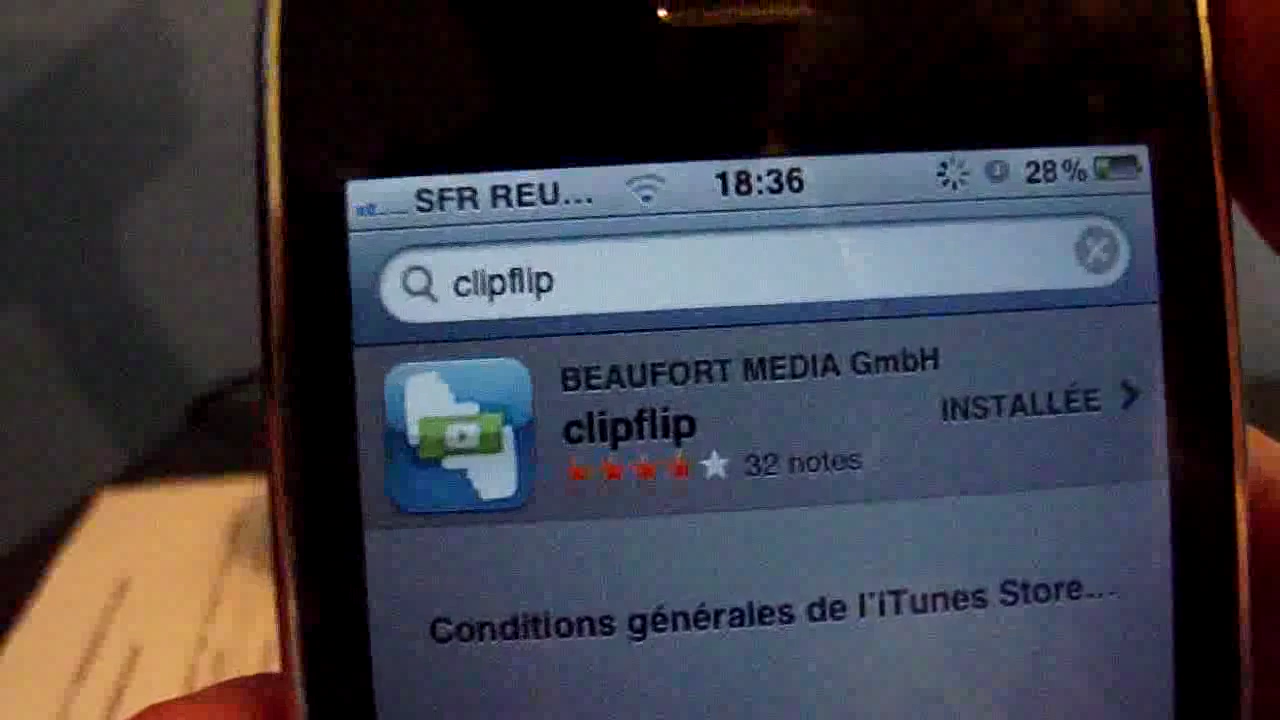 SFR REU... 18:36 28%
clipflip
BEAUFORT MEDIA GmbH
clipflip
INSTALLÉE
32 notes
Conditions générales de l'iTunes Store...